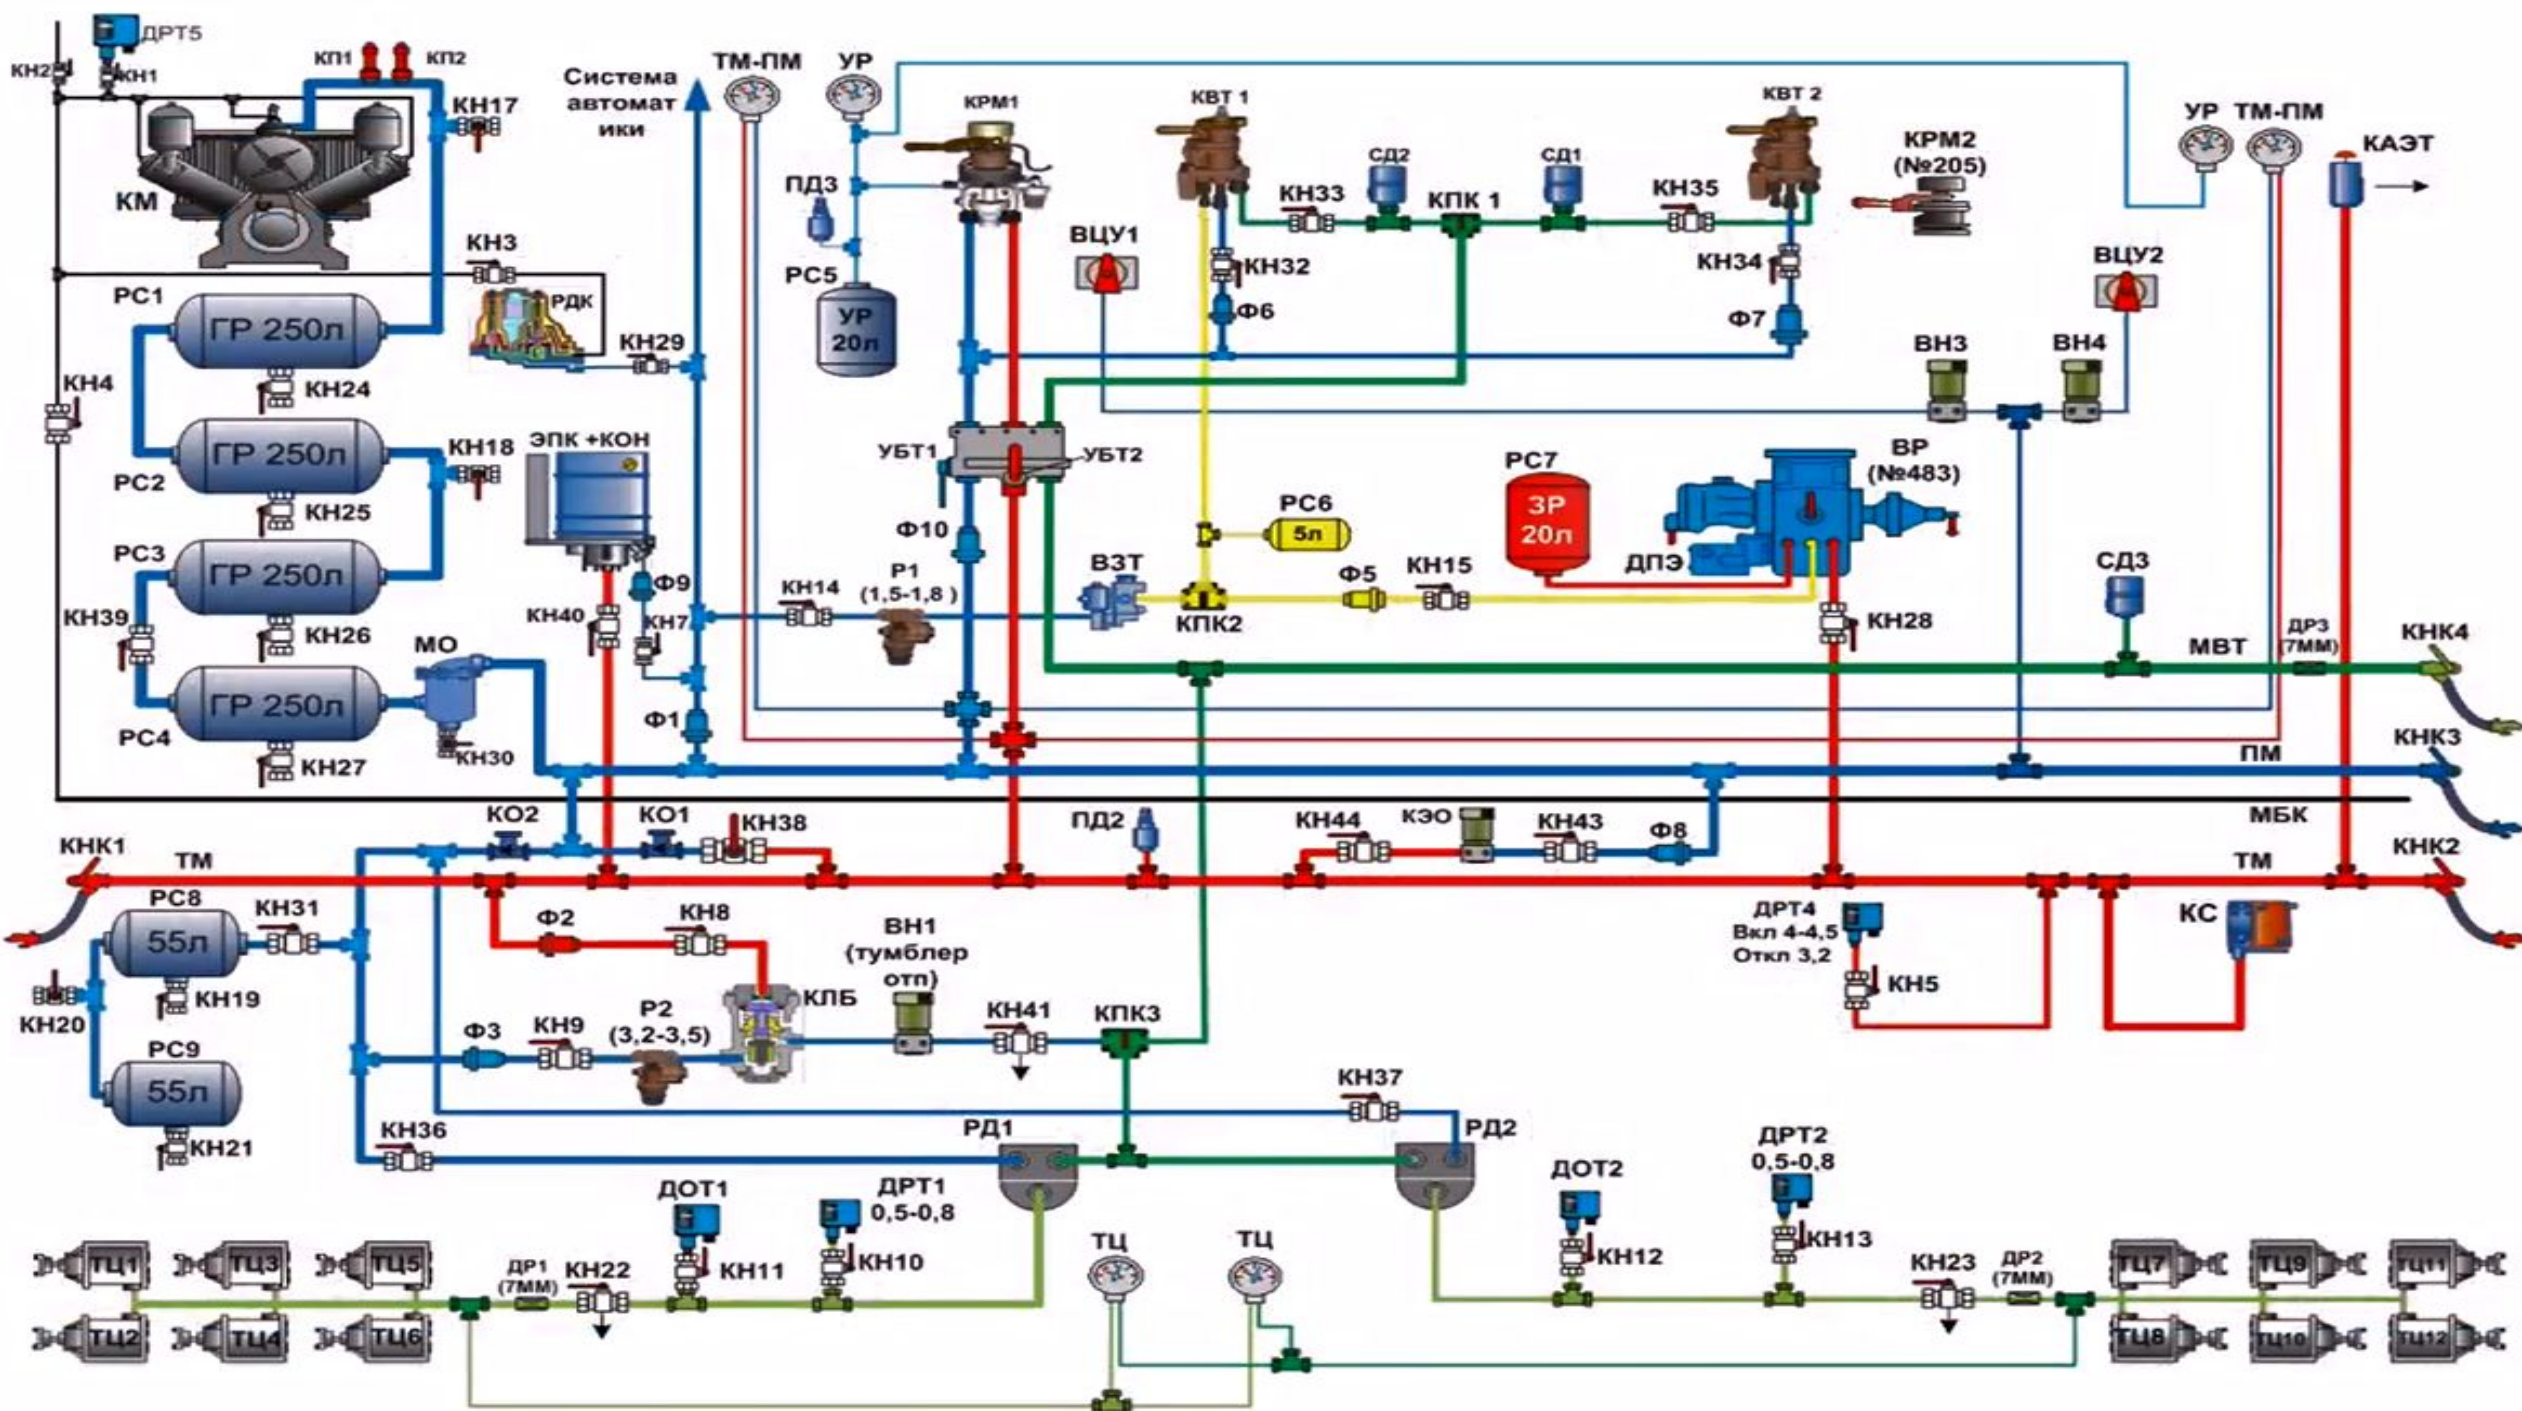 ДРТ5
КП1
КП2
КН2
КН1
КН17
КМ
Система
автомат
ики
ТМ-ПМ
УР
КРМ1
КВТ 1
КВТ 2
УР
ТМ-ПМ
КАЭТ
КРМ2
(№205)
СД2
СД1
КН33
КПК 1
КН35
ПД3
РС5
УР
20л
ВЦУ1
ВЦУ2
КН32
КН34
Ф6
Ф7
КН3
РДК
КН29
РС1
ГР 250л
КН24
КН4
ГР 250л
РС2
КН25
КН18
РС3
ГР 250л
КН26
КН39
РС4
ГР 250л
КН27
МО
КН30
ЭПК +КОН
Ф9
КН40
КН7
Ф1
УБТ1
УБТ2
Ф10
КН14
Р1
(1,5-1,8 )
ВЗТ
КПК2
РС6
5л
Ф5
КН15
РС7
ЗР
20л
ВН3
ВН4
ВР
(№483)
ДПЭ
КН28
СД3
МВТ
ДР3
(7ММ)
КНК4
КНК3
ПМ
МБК
КО2
КО1
КН38
ПД2
КН44
КЭО
КН43
Ф8
КНК1
ТМ
ТМ
КНК2
РС8
55л
КН31
КН19
КН20
РС9
55л
КН21
Ф2
КН8
ВН1
(тумблер
отп)
КЛБ
Ф3
КН9
Р2
(3,2-3,5)
КН41
КПК3
ДРТ4
Вкл 4-4,5
Откл 3,2
КН5
КС
КН36
КН37
РД1
РД2
ДОТ1
ДРТ1
0,5-0,8
КН11
КН10
ДОТ2
ДРТ2
0,5-0,8
КН12
КН13
ТЦ1
ТЦ3
ТЦ5
ТЦ2
ТЦ4
ТЦ6
ДР1
(7ММ)
КН22
ТЦ
ТЦ
КН23
ДР2
(7ММ)
ТЦ7
ТЦ9
ТЦ11
ТЦ8
ТЦ10
ТЦ12